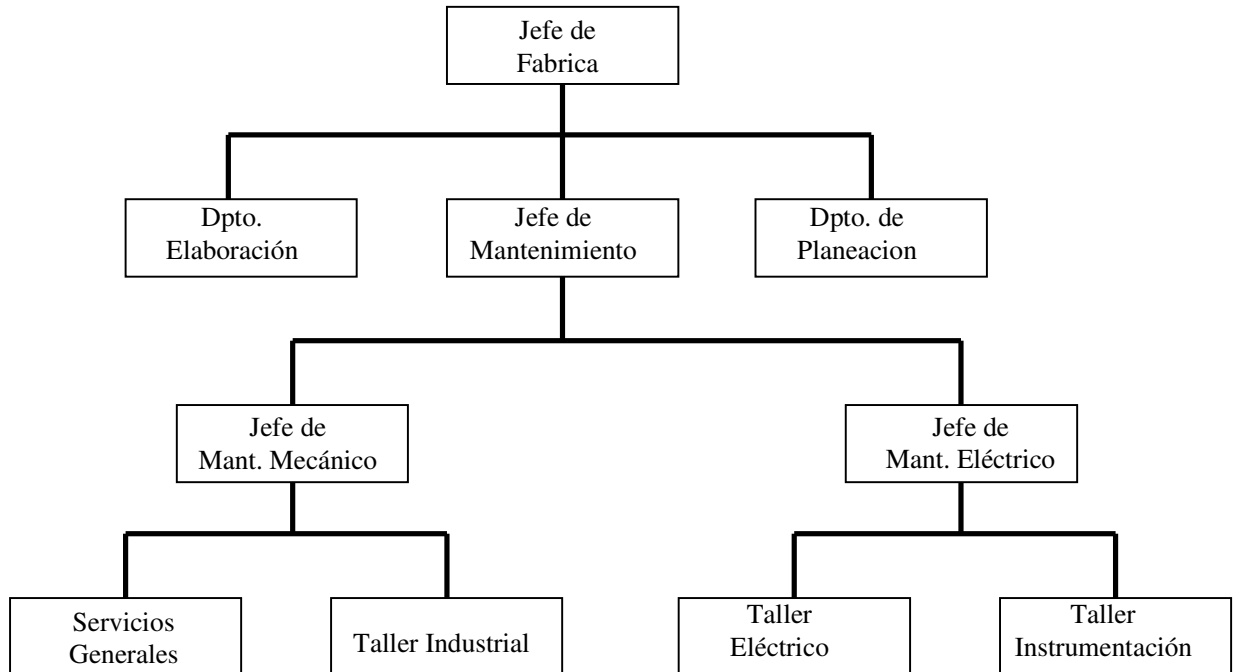 Jefe de
Fabrica
Dpto.
Elaboración
Jefe de
Mantenimiento
Dpto. de
Planeacion
Jefe de
Mant. Mecánico
Jefe de
Mant. Eléctrico
Servicios
Generales
Taller Industrial
Taller
Eléctrico
Taller
Instrumentación